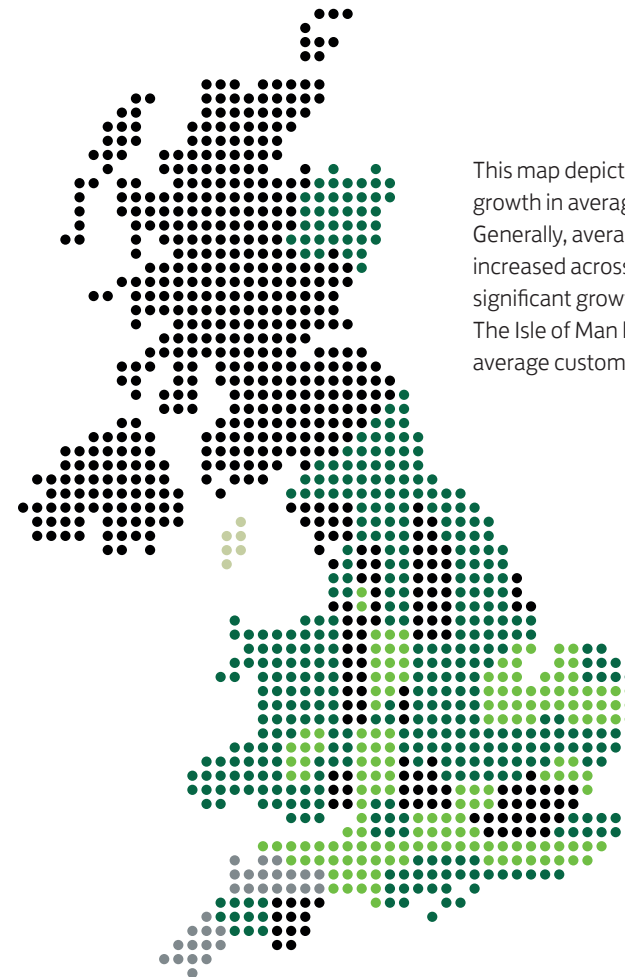 This map depict
growth in averag
Generally, avera
increased across
significant grow
The Isle of Man
average custom